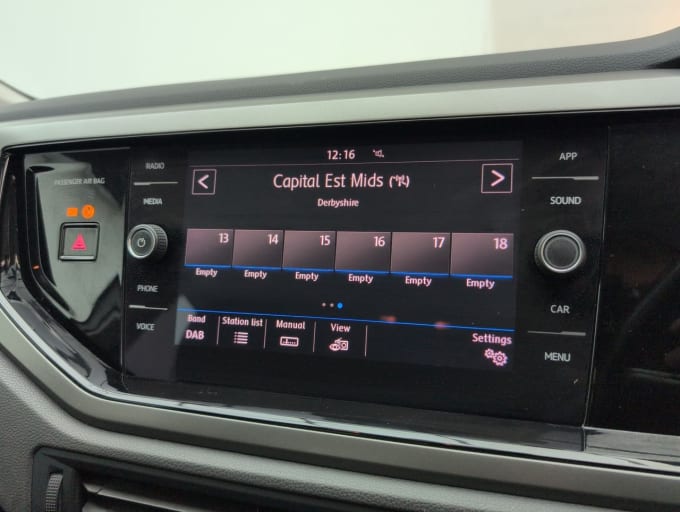 12:16
RADIO
APP
PASSENGER AIR BAG
Capital Est Mids
Derbyshire
MEDIA
SOUND
13 14 15 16 17 18
Empty Empty Empty Empty Empty Empty
PHONE
CAR
VOICE
Band Station list Manual View Settings
DAB
MENU